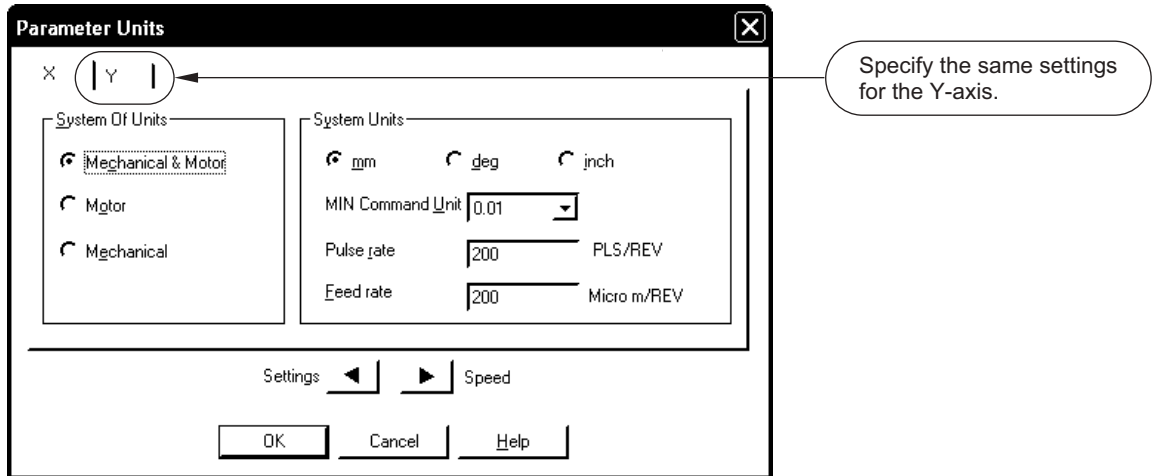 Parameter Units
X Y
Specify the same settings
for the Y-axis.
System Of Units
Mechanical & Motor
Motor
Mechanical
System Units
mm deg inch
MIN Command Unit 0.01
Pulse rate 200 PLS/REV
Feed rate 200 Micro m/REV
Settings Speed
OK Cancel Help